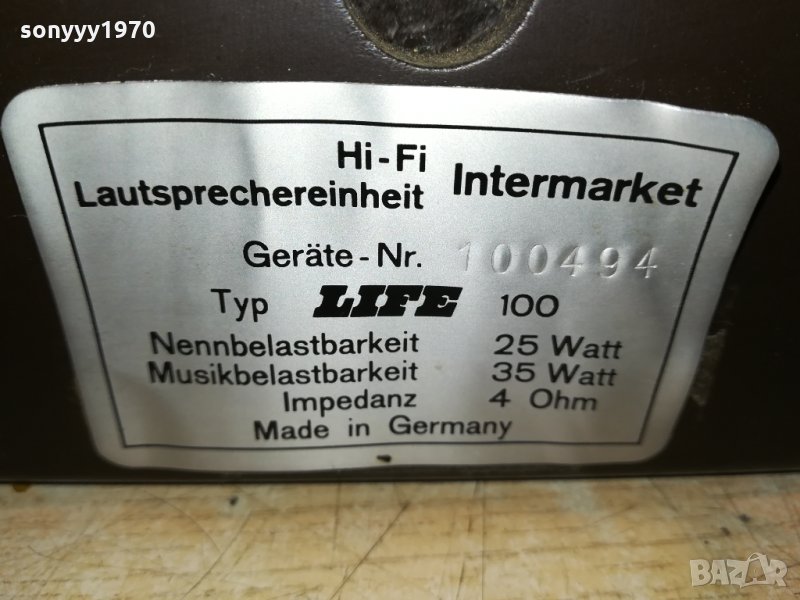 sonyyy1970
Hi-Fi
Lautsprechereinheit Intermarket
Geräte-Nr. 100494
Typ LIFE 100
Nennbelastbarkeit 25 Watt
Musikbelastbarkeit 35 Watt
Impedanz 4 Ohm
Made in Germany
BAZAR